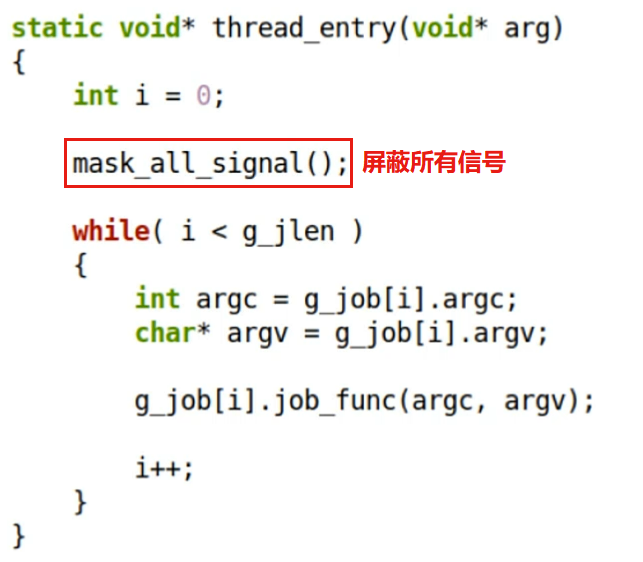 static void* thread_entry(void* arg)
{
    int i = 0;

    mask_all_signal(); 屏蔽所有信号

    while( i < g_jlen )
    {
        int argc = g_job[i].argc;
        char* argv = g_job[i].argv;

        g_job[i].job_func(argc, argv);

        i++;
    }
}